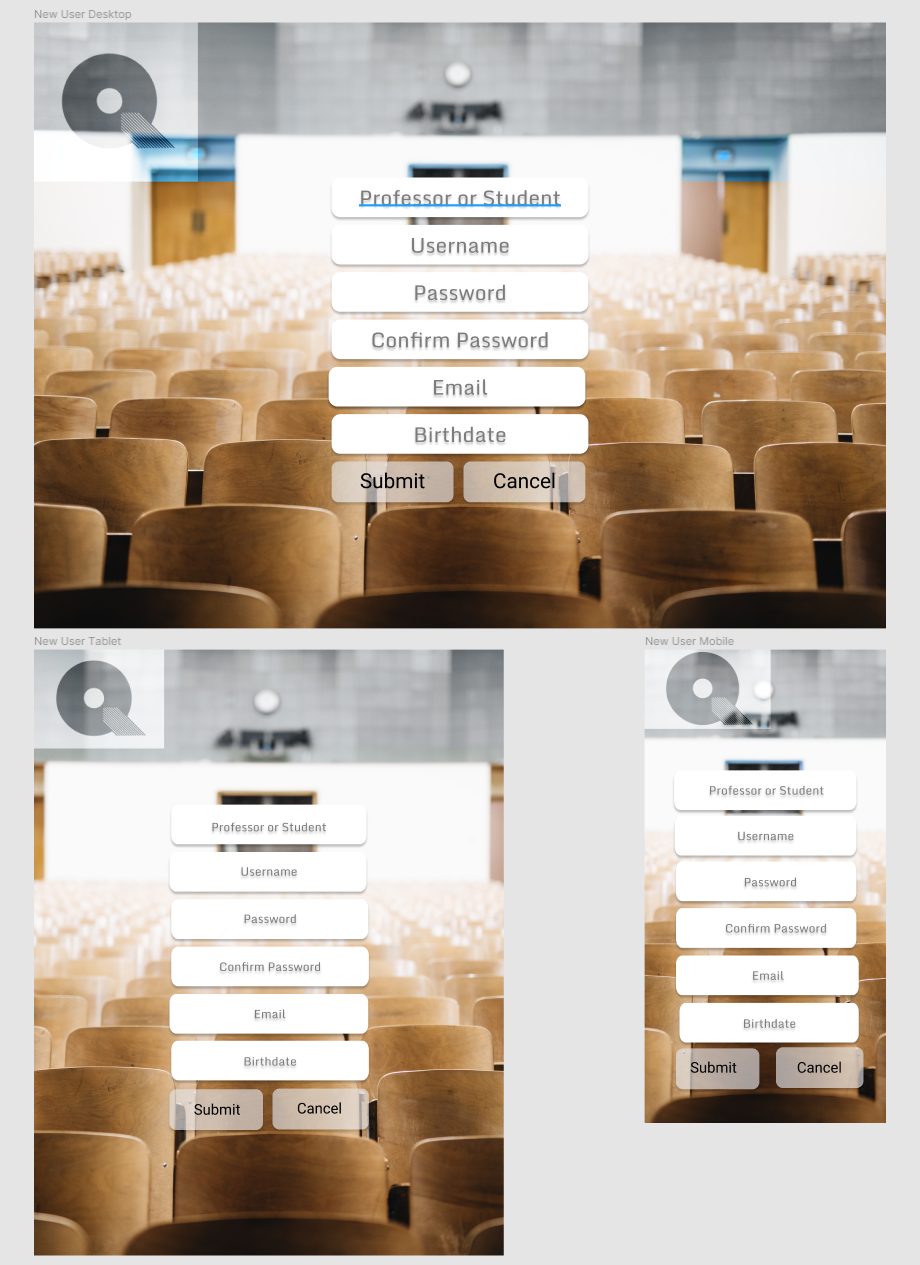 New User Desktop
Professor or Student
Username
Password
Confirm Password
Email
Birthdate
Submit Cancel
New User Tablet
Professor or Student
Username
Password
Confirm Password
Email
Birthdate
Submit Cancel
New User Mobile
Professor or Student
Username
Password
Confirm Password
Email
Birthdate
Submit Cancel